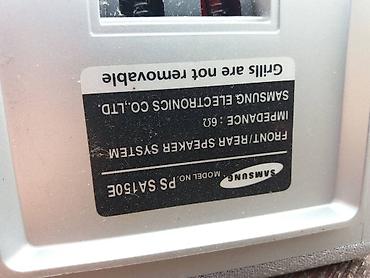 SAMSUNG MODEL NO. PS SA150E
FRONT/REAR SPEAKER SYSTEM
IMPEDANCE : 6Ω
SAMSUNG ELECTRONICS CO.,LTD.
Grills are not removable